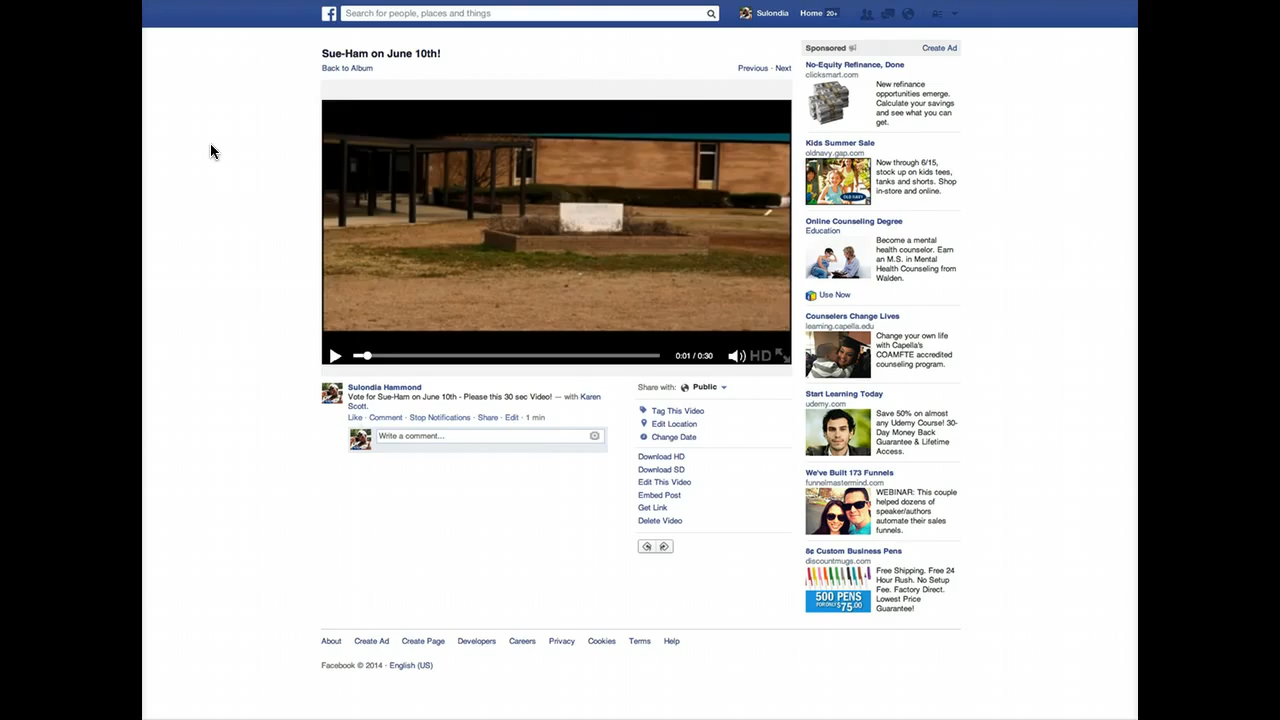 Search for people, places and things
Sulondia
Home 20+
Sue-Ham on June 10th!
Back to Album
Previous · Next
0:01 / 0:30
HD
Sulondia Hammond
Vote for Sue-Ham on June 10th - Please this 30 sec Video! — with Karen
Scott.
Like · Comment · Stop Notifications · Share · Edit · 1 min
Write a comment...
Share with: Public
Tag This Video
Edit Location
Change Date
Download HD
Download SD
Edit This Video
Embed Post
Get Link
Delete Video
Sponsored
Create Ad
No-Equity Refinance, Done
clicksmart.com
New refinance
opportunities emerge.
Calculate your savings
and see what you can
get.
Kids Summer Sale
oldnavy.gap.com
Now through 6/15,
stock up on kids tees,
tanks and shorts. Shop
in-store and online.
OLD NAVY
Online Counseling Degree
Education
Become a mental
health counselor. Earn
an M.S. in Mental
Health Counseling from
Walden.
Use Now
Counselers Change Lives
learning.capella.edu
Change your own life
with Capella's
COAMFTE accredited
counseling program.
Start Learning Today
udemy.com
Save 50% on almost
any Udemy Course! 30-
Day Money Back
Guarantee & Lifetime
Access.
We've Built 173 Funnels
funnelmastermind.com
WEBINAR: This couple
helped dozens of
speaker/authors
automate their sales
funnels.
8¢ Custom Business Pens
discountmugs.com
Free Shipping. Free 24
Hour Rush. No Setup
Fee. Factory Direct.
Lowest Price
Guarantee!
500 PENS
FOR ONLY $75.00
About Create Ad Create Page Developers Careers Privacy Cookies Terms Help
Facebook © 2014 · English (US)